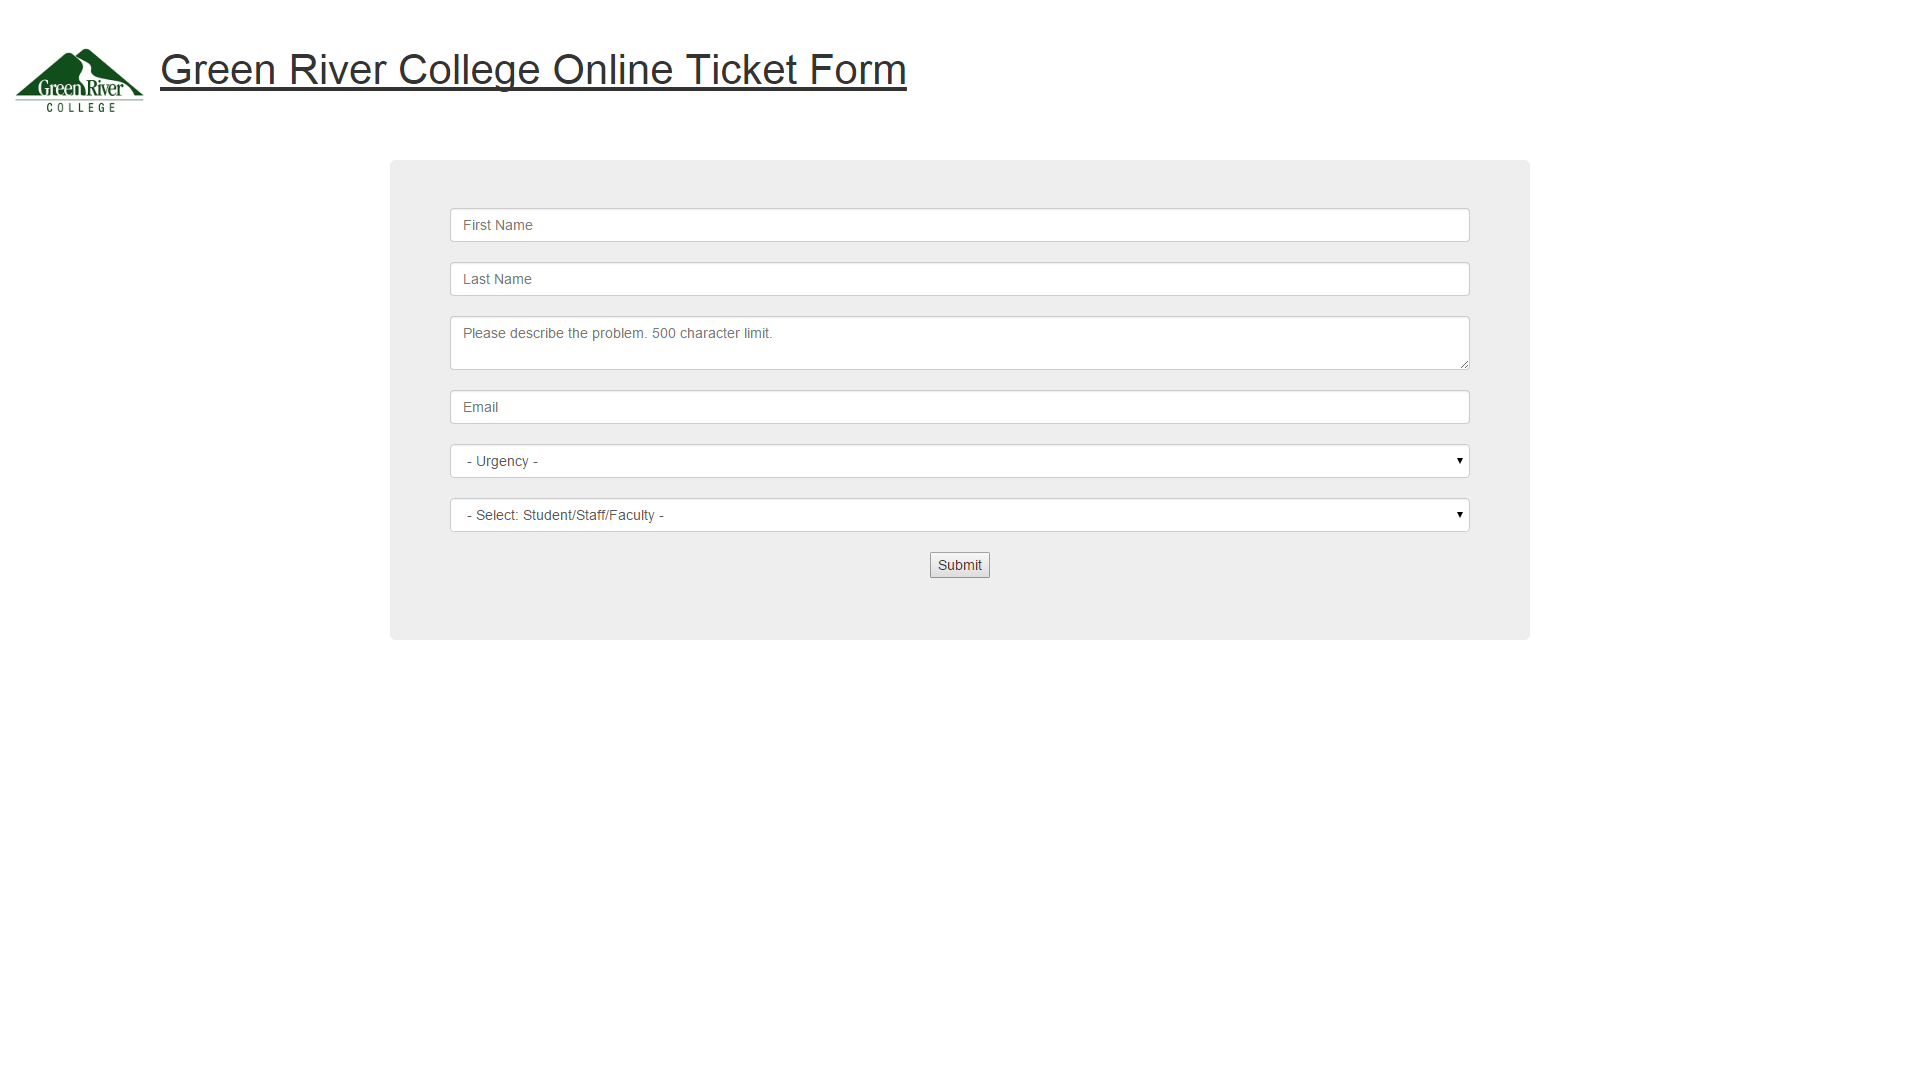 Green River
COLLEGE
Green River College Online Ticket Form
First Name
Last Name
Please describe the problem. 500 character limit.
Email
- Urgency -
- Select: Student/Staff/Faculty -
Submit